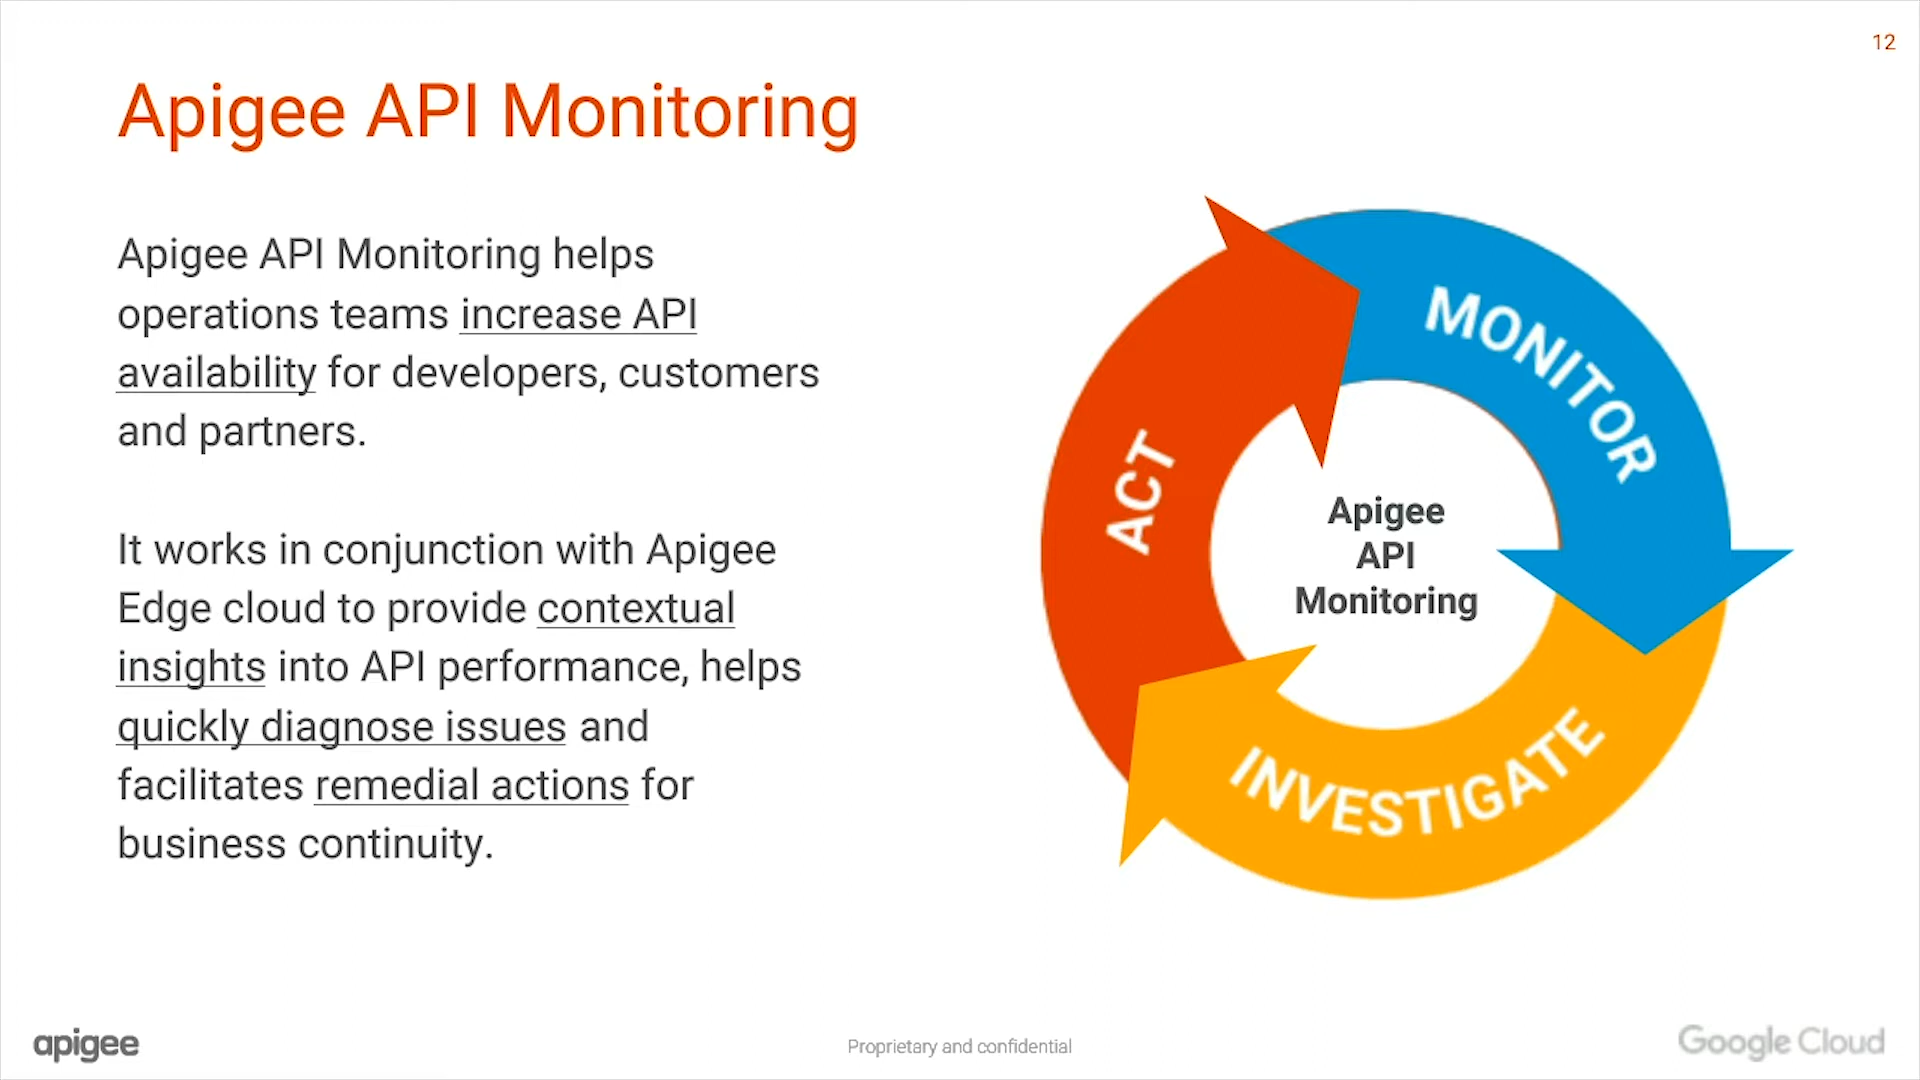 12
Apigee API Monitoring
Apigee API Monitoring helps
operations teams increase API
availability for developers, customers
and partners.
It works in conjunction with Apigee
Edge cloud to provide contextual
insights into API performance, helps
quickly diagnose issues and
facilitates remedial actions for
business continuity.
MONITOR
ACT
Apigee
API
Monitoring
INVESTIGATE
apigee
Proprietary and confidential
Google Cloud